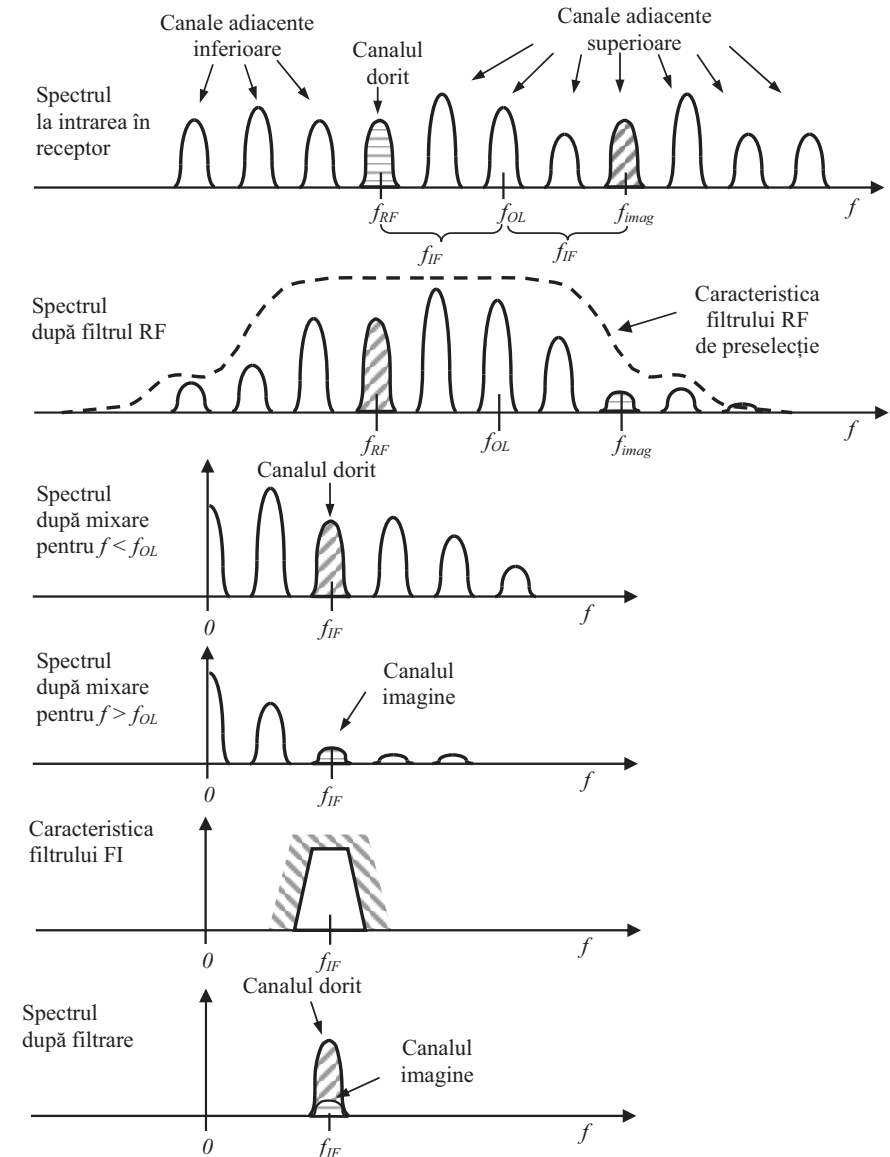 Canale adiacente
inferioare
Canalul
dorit
Canale adiacente
superioare
Spectrul
la intrarea în
receptor
f_RF
f_OL
f_imag
f
f_IF
f_IF
Spectrul
după filtrul RF
Caracteristica
filtrului RF
de preselecție
f_RF
f_OL
f_imag
f
Canalul dorit
Spectrul
după mixare
pentru f < f_OL
0
f_IF
f
Spectrul
după mixare
pentru f > f_OL
Canalul
imagine
0
f_IF
f
Caracteristica
filtrului FI
0
f_IF
f
Canalul dorit
Spectrul
după filtrare
Canalul
imagine
0
f_IF
f